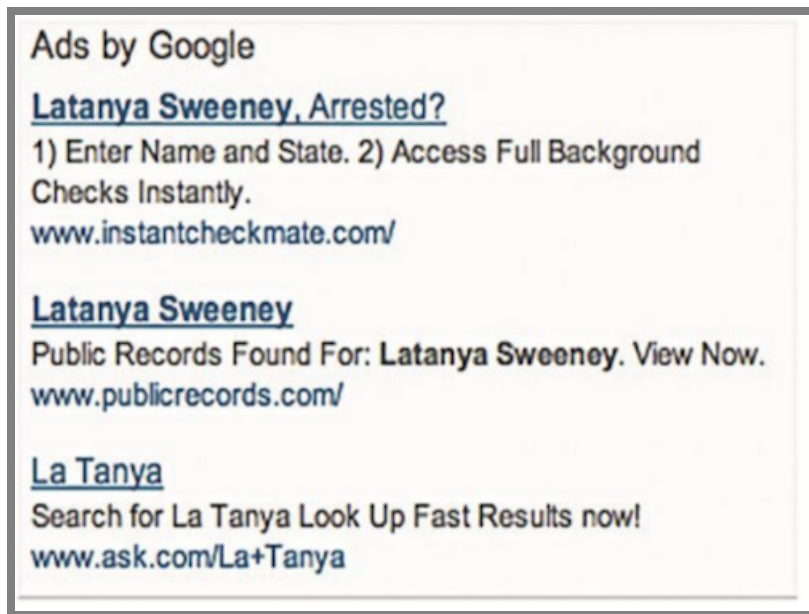 Ads by Google
Latanya Sweeney, Arrested?
1) Enter Name and State. 2) Access Full Background
Checks Instantly.
www.instantcheckmate.com/
Latanya Sweeney
Public Records Found For: Latanya Sweeney. View Now.
www.publicrecords.com/
La Tanya
Search for La Tanya Look Up Fast Results now!
www.ask.com/La+Tanya